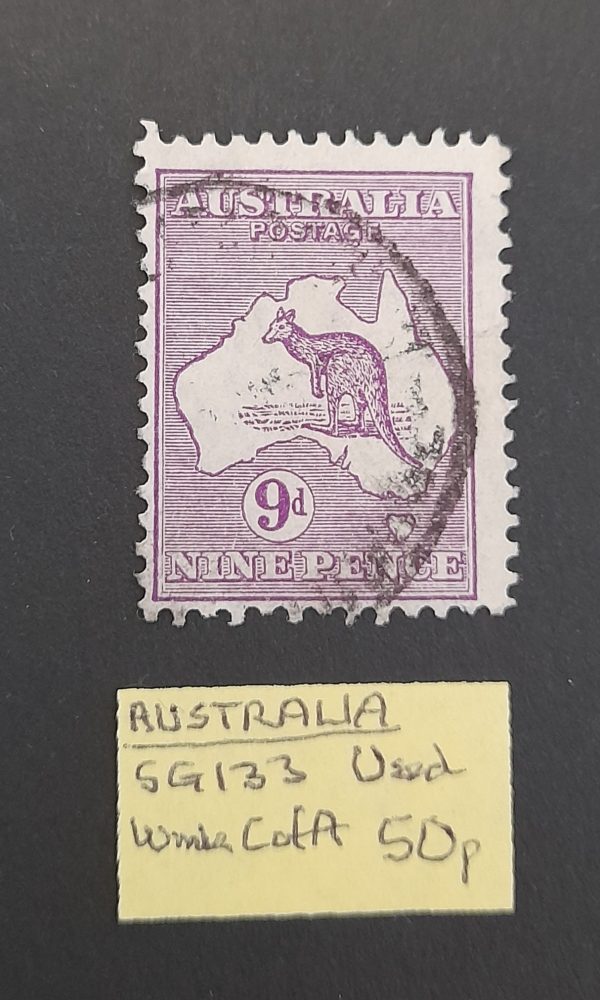 AUSTRALIA
POSTAGE
9d
NINE PENCE
AUSTRALIA
SG133 Used
Wmk CofA 50p